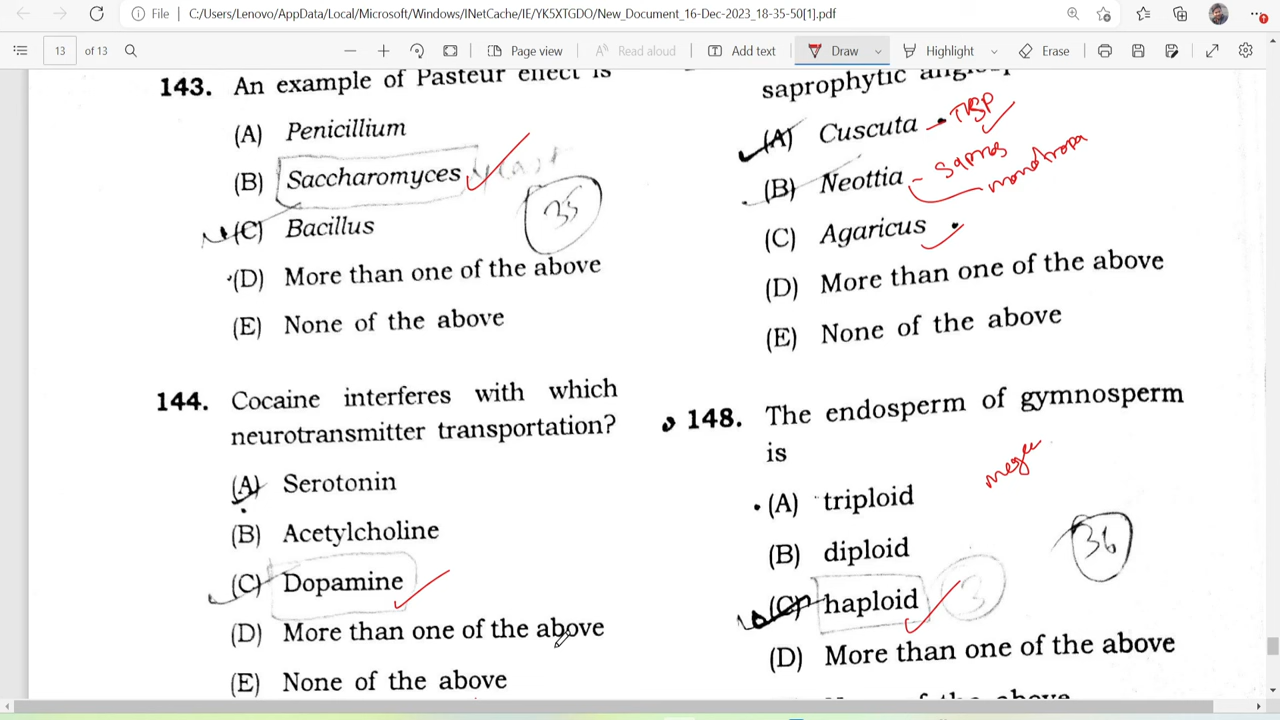 File
C:/Users/Lenovo/AppData/Local/Microsoft/Windows/INetCache/IE/YK5XTGDO/New_Document_16-Dec-2023_18-35-50[1].pdf
13 of 13
Page view
Read aloud
Add text
Draw
Highlight
Erase
143. An example of Pasteur effect is
(A) Penicillium
(B) Saccharomyces
35
(C) Bacillus
(D) More than one of the above
(E) None of the above
144. Cocaine interferes with which
neurotransmitter transportation?
(A) Serotonin
(B) Acetylcholine
(C) Dopamine
(D) More than one of the above
(E) None of the above
saprophytic
(A) Cuscuta
(B) Neottia - Sapros
monotropa
(C) Agaricus
(D) More than one of the above
(E) None of the above
148. The endosperm of gymnosperm
is
mega
(A) triploid
(B) diploid
36
(C) haploid
3
(D) More than one of the above